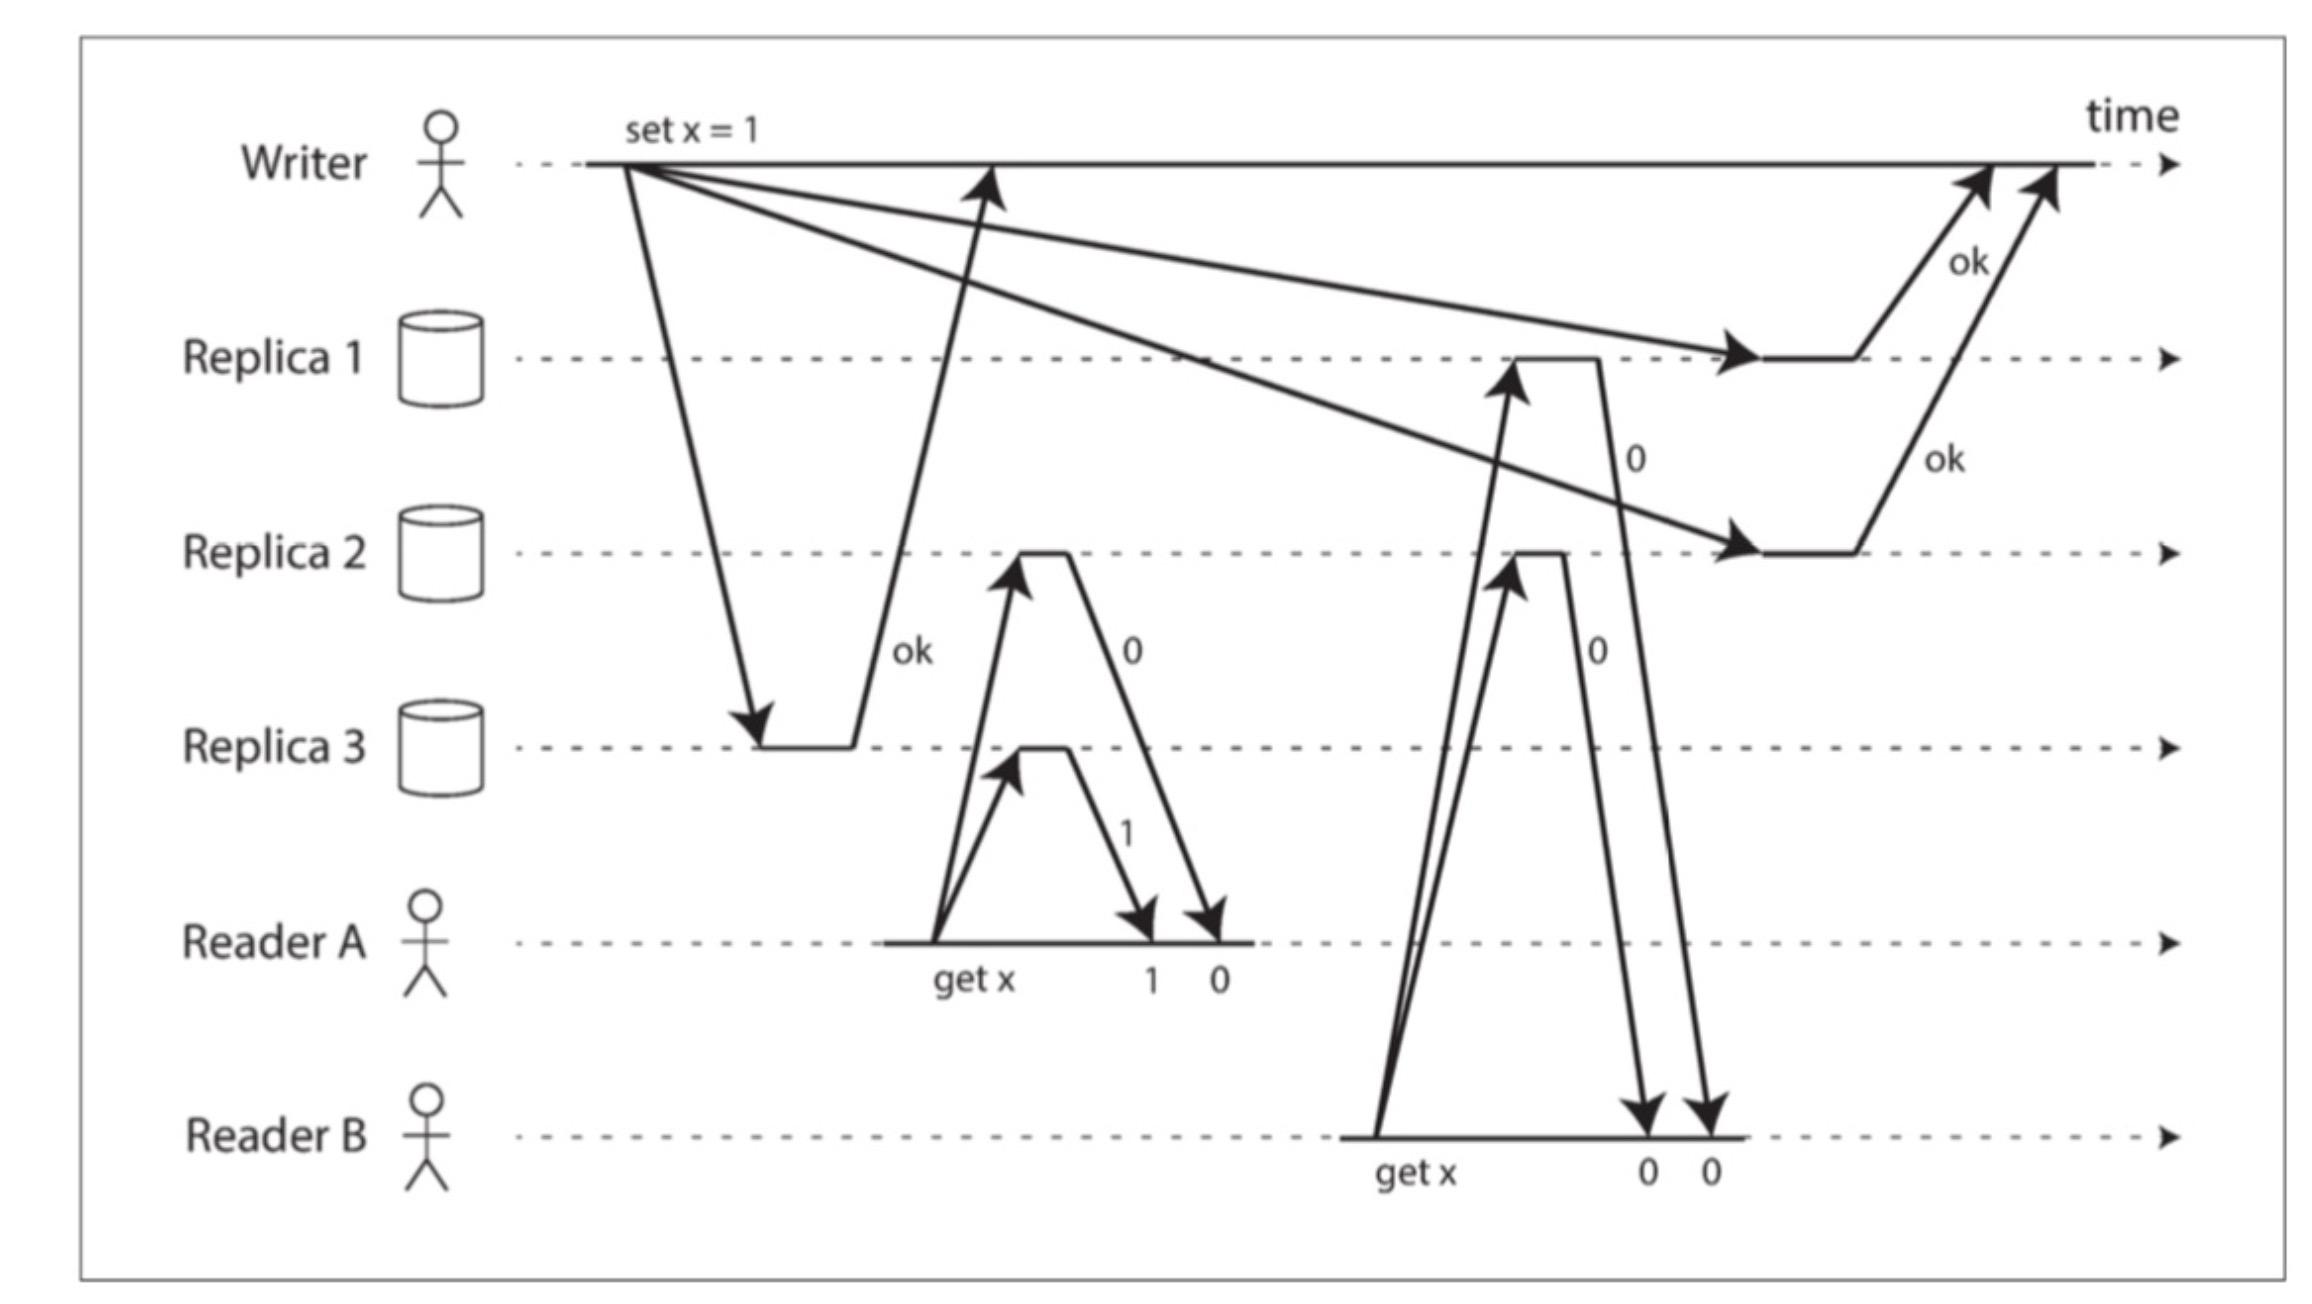 time
set x = 1
Writer
ok
Replica 1
0
ok
Replica 2
ok
0
0
Replica 3
1
Reader A
get x
1
0
Reader B
get x
0
0